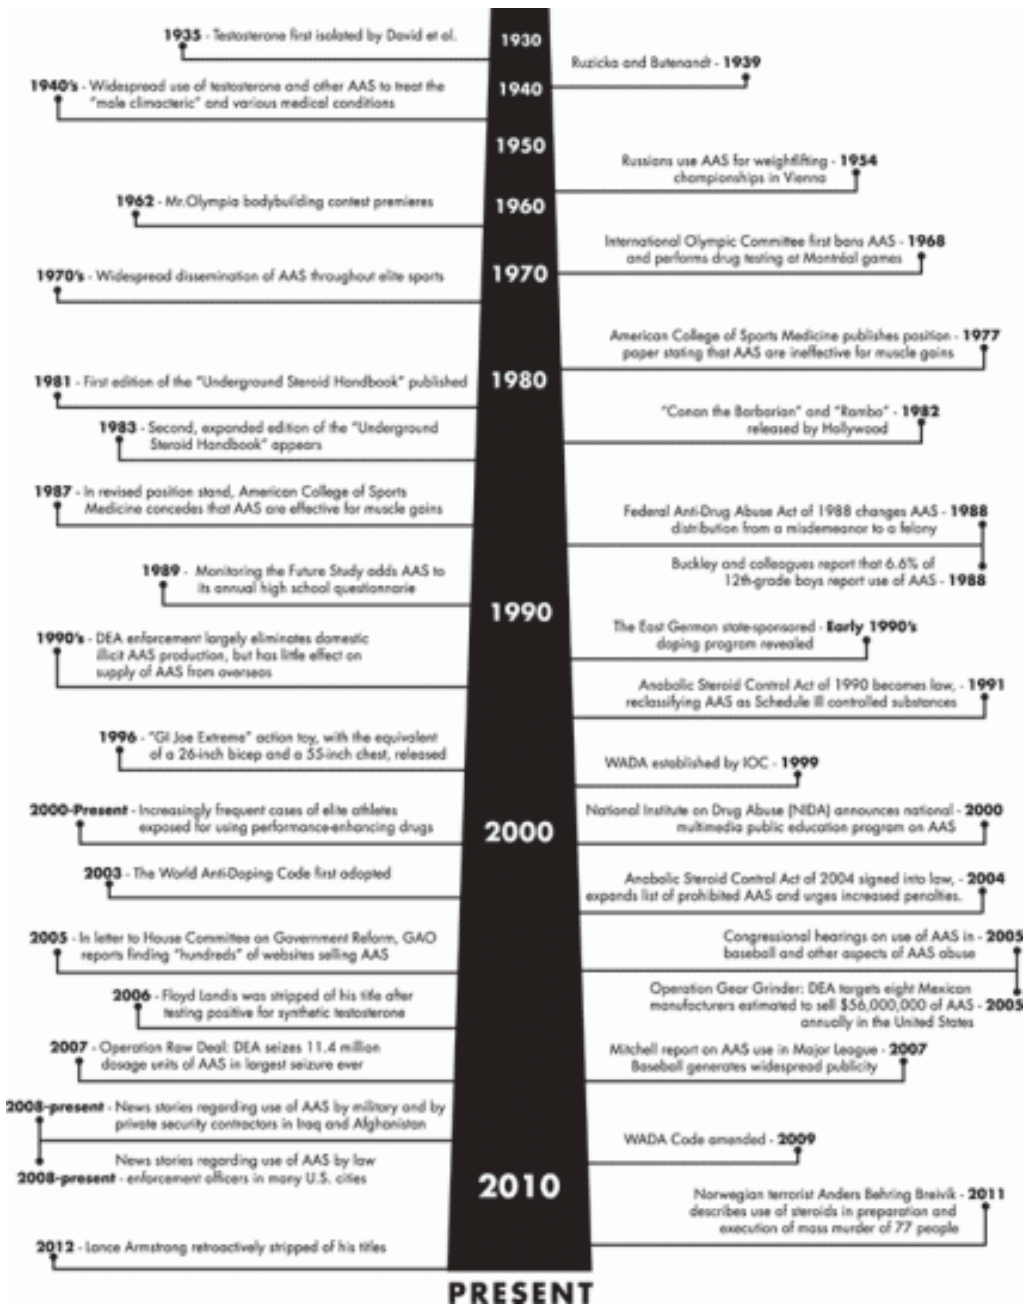 1935 - Testosterone first isolated by David et al.
1930
Ruzicka and Butenandt - 1939
1940's - Widespread use of testosterone and other AAS to treat the
"male climacteric" and various medical conditions
1940
1950
Russians use AAS for weightlifting - 1954
championships in Vienna
1962 - Mr.Olympia bodybuilding contest premieres
1960
International Olympic Committee first bans AAS - 1968
and performs drug testing at Montréal games
1970's - Widespread dissemination of AAS throughout elite sports
1970
American College of Sports Medicine publishes position - 1977
paper stating that AAS are ineffective for muscle gains
1981 - First edition of the "Underground Steroid Handbook" published
1980
"Conan the Barbarian" and "Rambo" - 1982
released by Hollywood
1983 - Second, expanded edition of the "Underground
Steroid Handbook" appears
1987 - In revised position stand, American College of Sports
Medicine concedes that AAS are effective for muscle gains
Federal Anti-Drug Abuse Act of 1988 changes AAS - 1988
distribution from a misdemeanor to a felony
Buckley and colleagues report that 6.6% of
12th-grade boys report use of AAS - 1988
1989 - Monitoring the Future Study adds AAS to
its annual high school questionnarie
1990
The East German state-sponsored - Early 1990's
doping program revealed
1990's - DEA enforcement largely eliminates domestic
illicit AAS production, but has little effect on
supply of AAS from overseas
Anabolic Steroid Control Act of 1990 becomes law, - 1991
reclassifying AAS as Schedule III controlled substances
1996 - "GI Joe Extreme" action toy, with the equivalent
of a 26-inch bicep and a 55-inch chest, released
WADA established by IOC - 1999
2000-Present - Increasingly frequent cases of elite athletes
exposed for using performance-enhancing drugs
2000
National Institute on Drug Abuse (NIDA) announces national - 2000
multimedia public education program on AAS
2003 - The World Anti-Doping Code first adopted
Anabolic Steroid Control Act of 2004 signed into law, - 2004
expands list of prohibited AAS and urges increased penalties.
2005 - In letter to House Committee on Government Reform, GAO
reports finding "hundreds" of websites selling AAS
Congressional hearings on use of AAS in - 2005
baseball and other aspects of AAS abuse
Operation Gear Grinder: DEA targets eight Mexican
manufacturers estimated to sell $56,000,000 of AAS - 2005
annually in the United States
2006 - Floyd Landis was stripped of his title after
testing positive for synthetic testosterone
2007 - Operation Raw Deal: DEA seizes 11.4 million
dosage units of AAS in largest seizure ever
Mitchell report on AAS use in Major League - 2007
Baseball generates widespread publicity
2008-present - News stories regarding use of AAS by military and by
private security contractors in Iraq and Afghanistan
News stories regarding use of AAS by law
2008-present - enforcement officers in many U.S. cities
WADA Code amended - 2009
2010
Norwegian terrorist Anders Behring Breivik - 2011
describes use of steroids in preparation and
execution of mass murder of 77 people
2012 - Lance Armstrong retroactively stripped of his titles
PRESENT